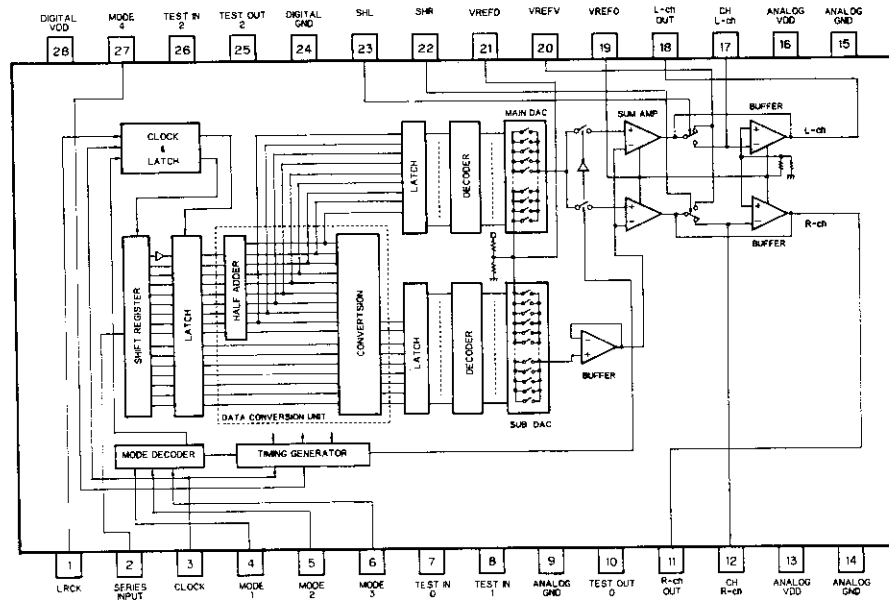 DIGITAL VDD
MODE 4
TEST IN 2
TEST OUT 2
DIGITAL GND
SHL
SHR
VREFD
VREFV
VREFO
L-ch OUT
CH L-ch
ANALOG VDD
ANALOG GND
28
27
26
25
24
23
22
21
20
19
18
17
16
15
MAIN DAC
SUM AMP
BUFFER
L-ch
CLOCK & LATCH
LATCH
DECODER
R-ch
BUFFER
SHIFT REGISTER
LATCH
HALF ADDER
CONVERTSION
LATCH
DECODER
BUFFER
DATA CONVERSION UNIT
SUB DAC
MODE DECODER
TIMING GENERATOR
1
2
3
4
5
6
7
8
9
10
11
12
13
14
LRCK
SERIES INPUT
CLOCK
MODE 1
MODE 2
MODE 3
TEST IN 0
TEST IN 1
ANALOG GND
TEST OUT 0
R-ch OUT
CH R-ch
ANALOG VDD
ANALOG GND